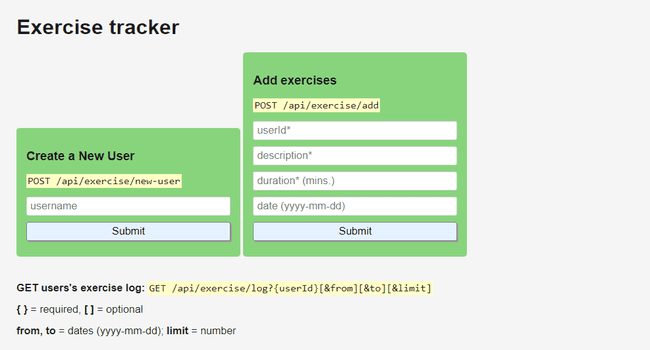 Exercise tracker
Create a New User
POST /api/exercise/new-user
username
Submit
Add exercises
POST /api/exercise/add
userId*
description*
duration* (mins.)
date (yyyy-mm-dd)
Submit
GET users's exercise log: GET /api/exercise/log?{userId}[&from][&to][&limit]
{ } = required, [ ] = optional
from, to = dates (yyyy-mm-dd); limit = number